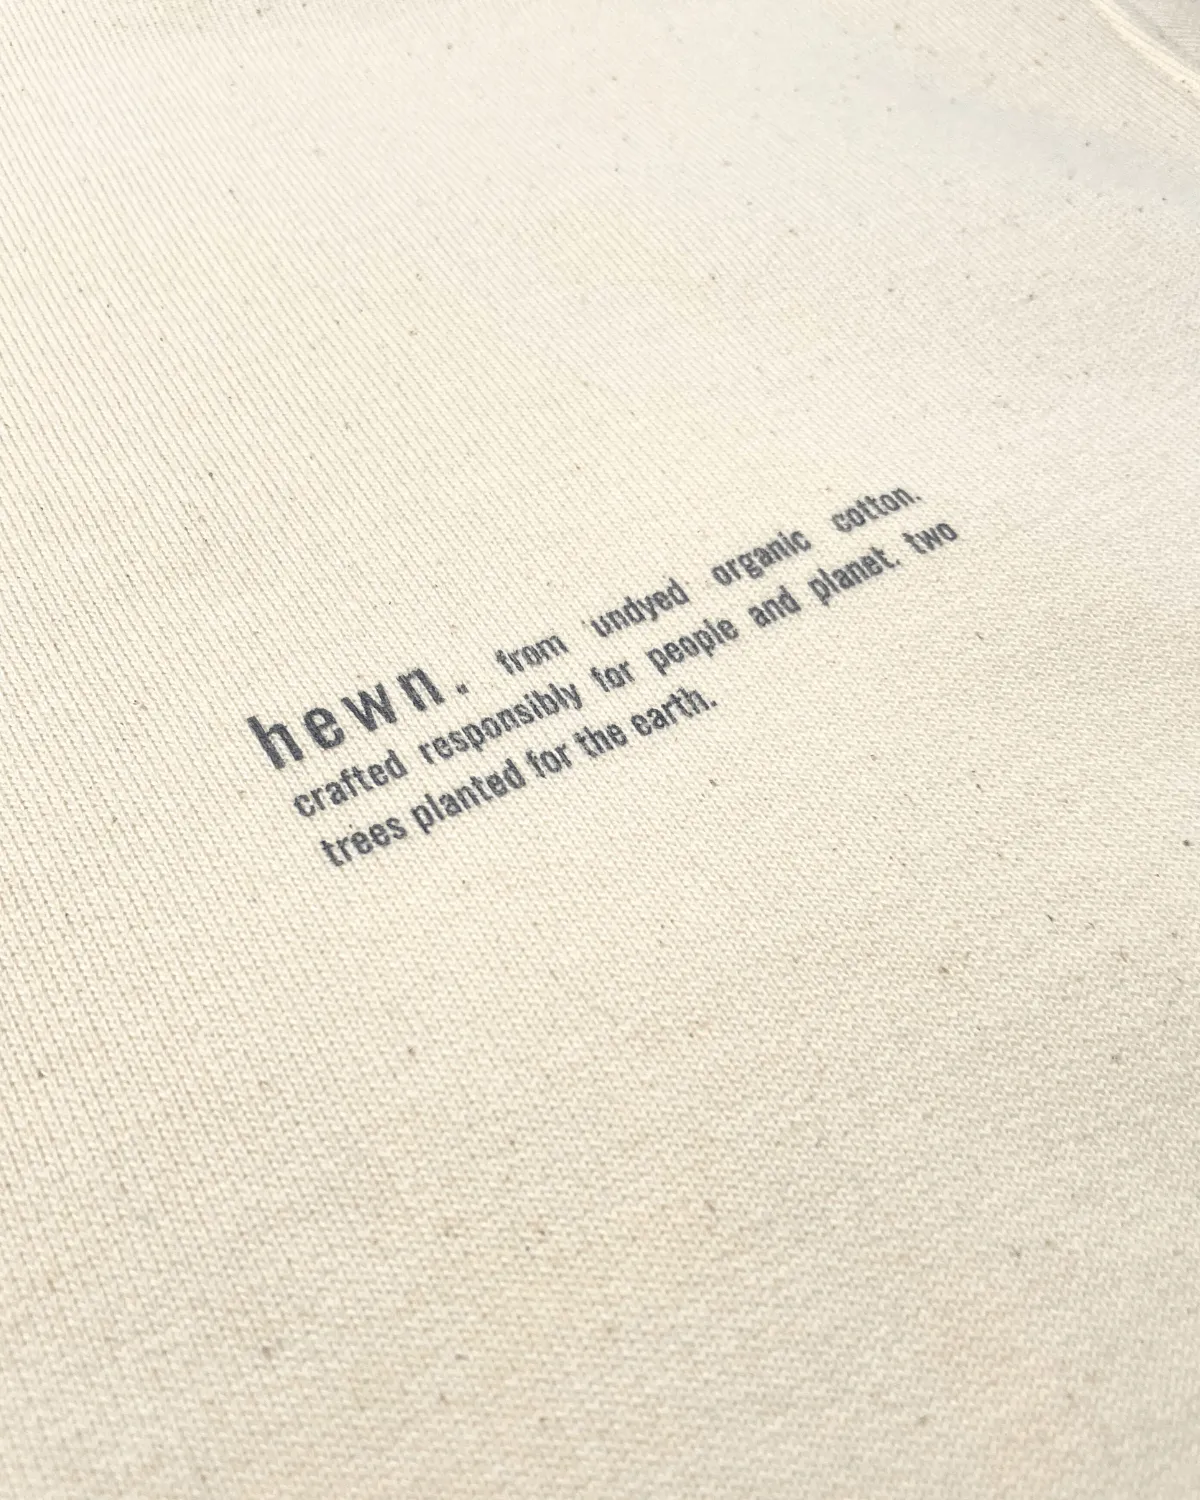 hewn. from undyed organic cotton.
crafted responsibly for people and planet. two
trees planted for the earth.